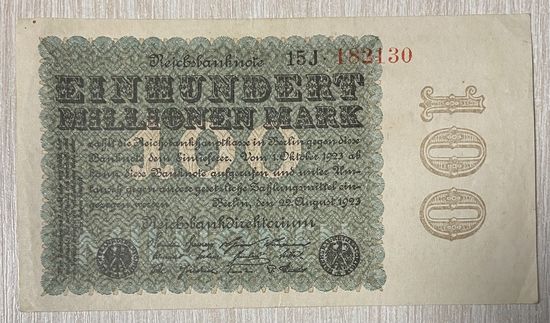 Reichsbanknote 15J·182130
EINHUNDERT
MILLIONEN MARK
zahlt die Reichsbankhauptkasse in Berlin gegen diese
Banknote dem Einlieferer. Vom 1. Oktober 1923 ab
kann diese Banknote aufgerufen und unter Um-
tausch gegen andere gesetzliche Zahlungsmittel ein-
gezogen werden. Berlin, den 22. August 1923
Reichsbankdirektorium
100
100